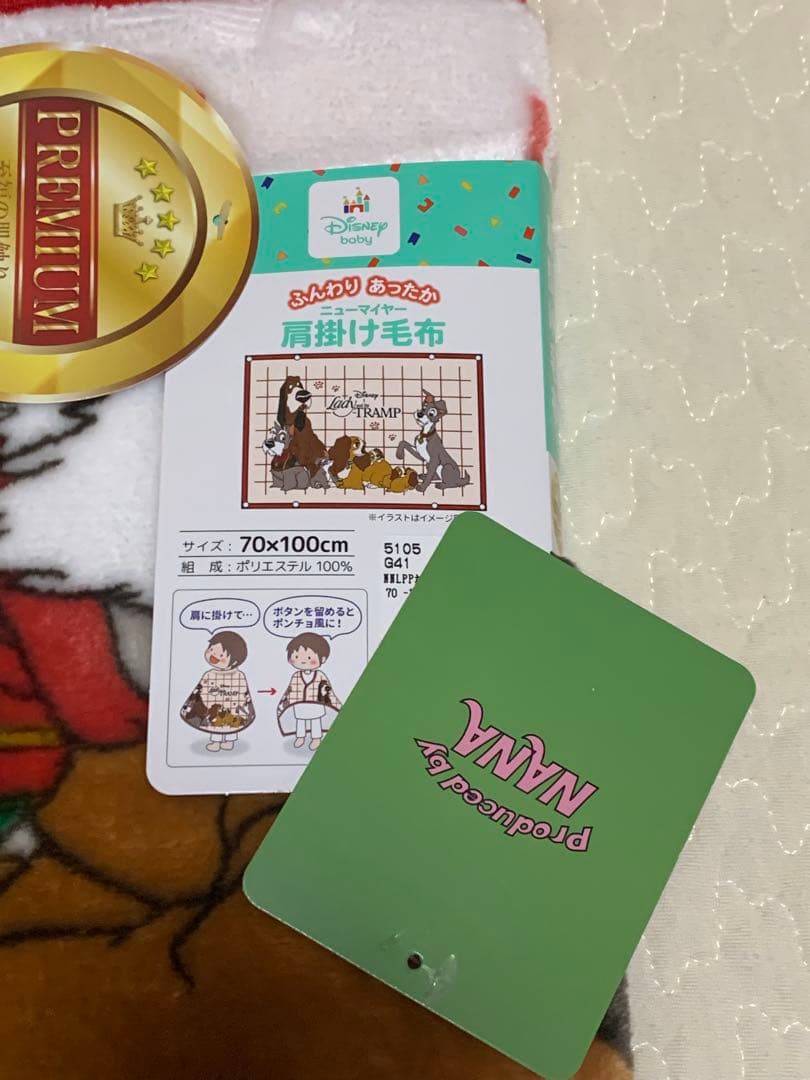 PREMIUM
Disney
baby
ふんわり あったか
ニューマイヤー
肩掛け毛布
Disney
Lady and the
TRAMP
※イラストはイメージ
サイズ：70×100cm
組 成：ポリエステル 100%
5105
G41
70
肩に掛けて…
ボタンを留めると
ポンチョ風に！
TRAMP
Produced by
NANA